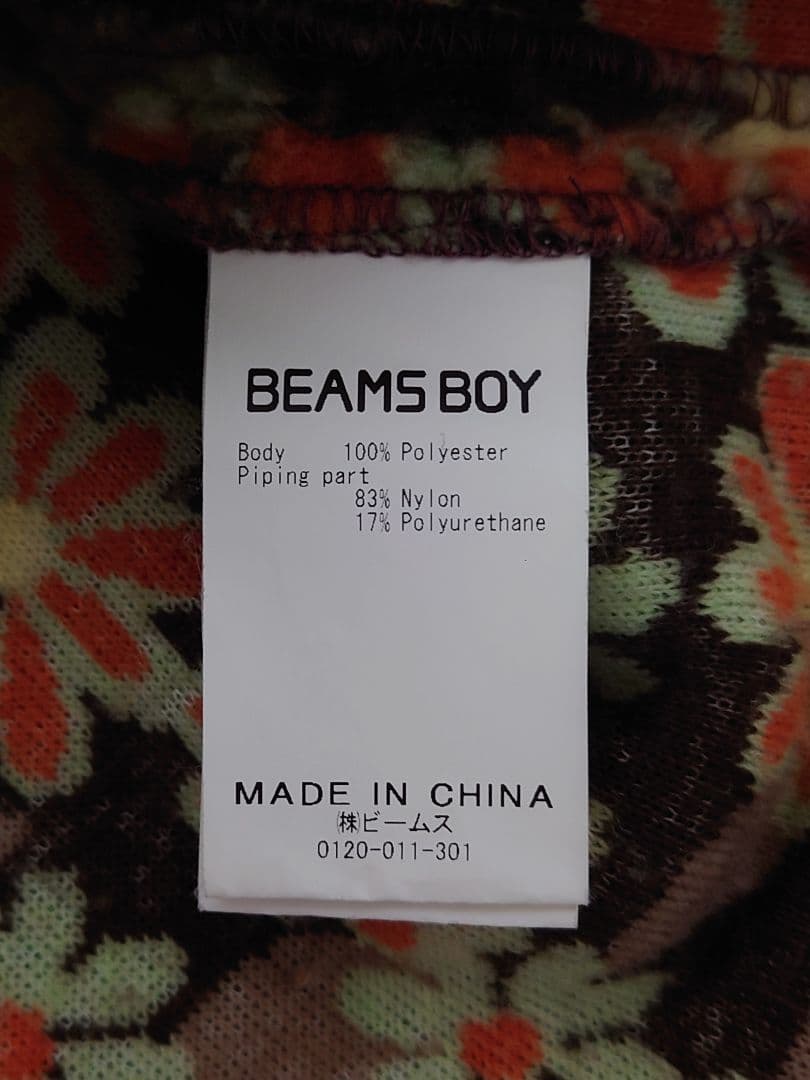 BEAMS BOY
Body 100% Polyester
Piping part
83% Nylon
17% Polyurethane
MADE IN CHINA
㈱ビームス
0120-011-301